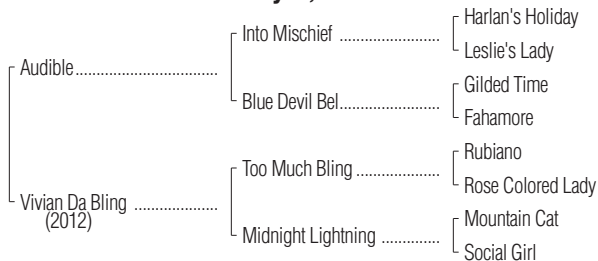 Harlan's Holiday
Into Mischief ........................
Leslie's Lady
Audible..................................
Gilded Time
Blue Devil Bel........................
Fahamore
Rubiano
Too Much Bling ....................
Rose Colored Lady
Vivian Da Bling ....................
(2012)
Mountain Cat
Midnight Lightning ..............
Social Girl